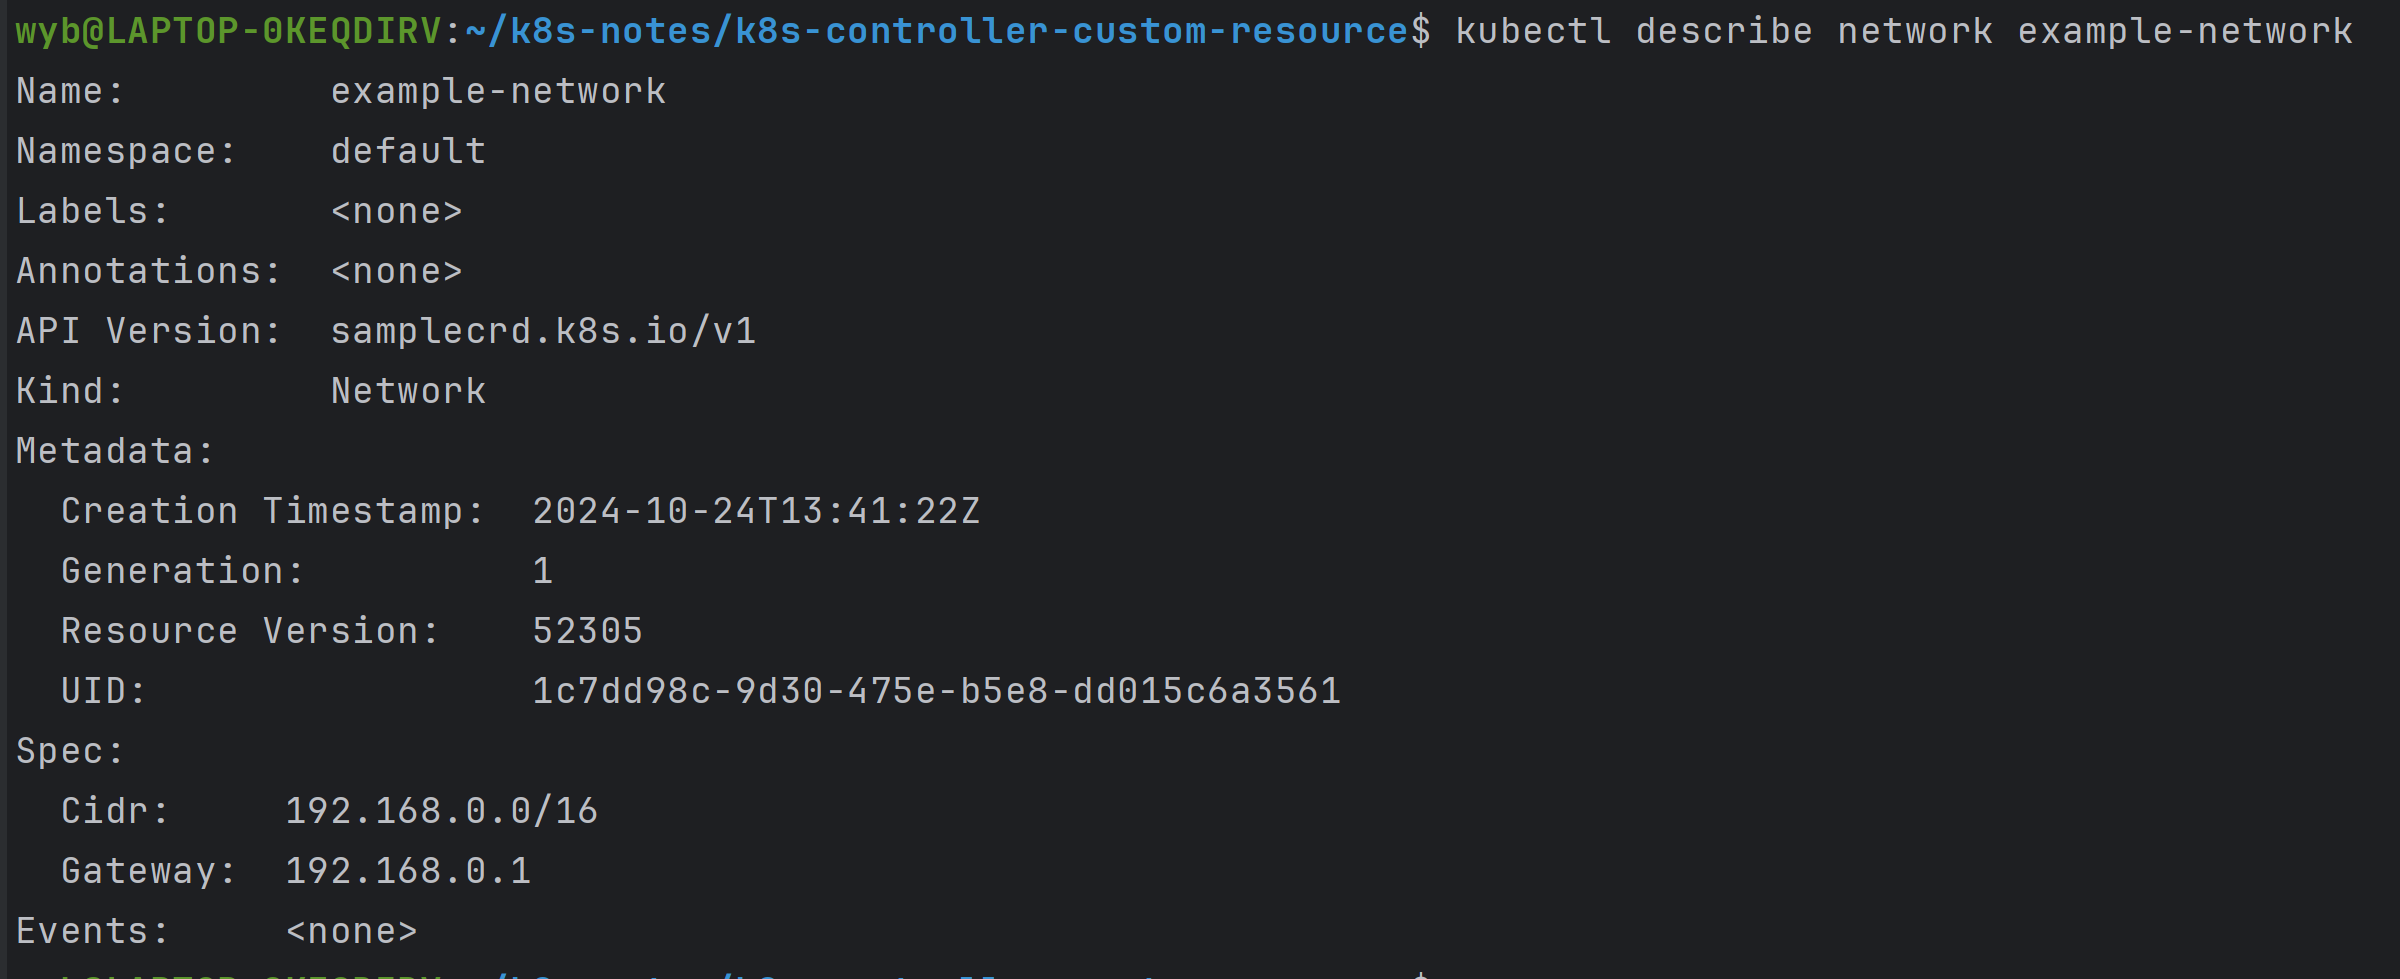 wyb@LAPTOP-0KEQDIRV:~/k8s-notes/k8s-controller-custom-resource$ kubectl describe network example-network
Name:         example-network
Namespace:    default
Labels:       <none>
Annotations:  <none>
API Version:  samplecrd.k8s.io/v1
Kind:         Network
Metadata:
  Creation Timestamp:  2024-10-24T13:41:22Z
  Generation:          1
  Resource Version:    52305
  UID:                 1c7dd98c-9d30-475e-b5e8-dd015c6a3561
Spec:
  Cidr:     192.168.0.0/16
  Gateway:  192.168.0.1
Events:     <none>